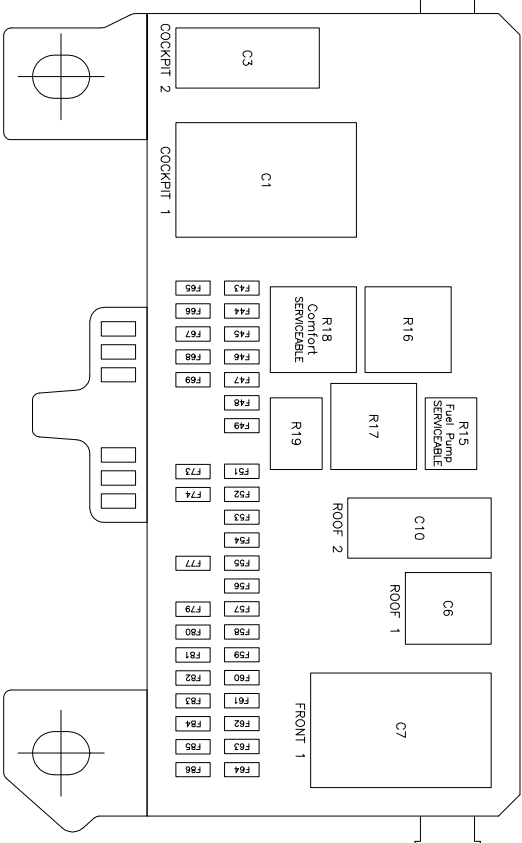 COCKPIT 2
C3
COCKPIT 1
C1
F65
F43
F66
F44
F67
F45
F68
F46
F69
F47
F48
F49
R18
Comfort
SERVICEABLE
R16
R19
R17
R15
Fuel Pump
SERVICEABLE
F73
F51
F74
F52
F53
F54
F77
F55
F56
F79
F57
F80
F58
F81
F59
F82
F60
F83
F61
F84
F62
F85
F63
F86
F64
C10
ROOF 2
C6
ROOF 1
C7
FRONT 1